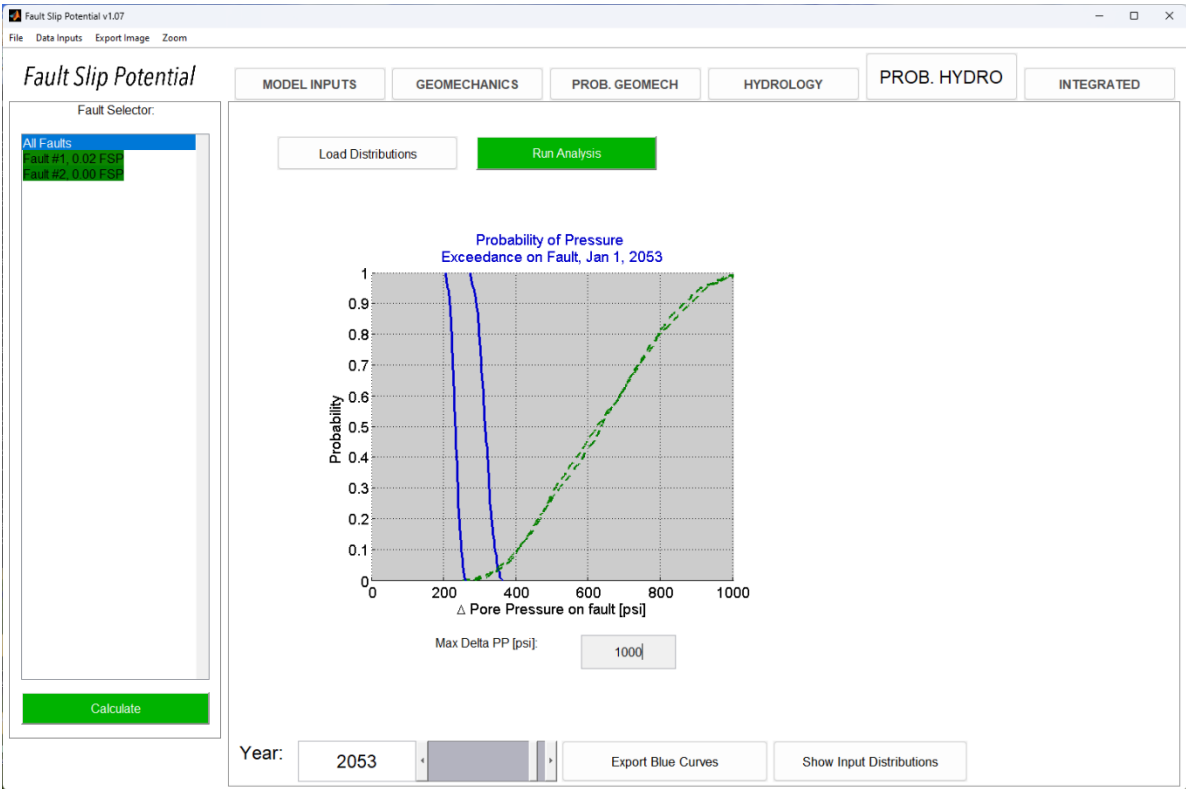 Fault Slip Potential v1.07
File Data Inputs Export Image Zoom
Fault Slip Potential
MODEL INPUTS GEOMECHANICS PROB. GEOMECH HYDROLOGY PROB. HYDRO INTEGRATED
Fault Selector:
All Faults
Fault #1, 0.02 FSP
Fault #2, 0.00 FSP
Calculate
Load Distributions Run Analysis
Probability of Pressure
Exceedance on Fault, Jan 1, 2053
1
0.9
0.8
0.7
0.6
0.5
0.4
0.3
0.2
0.1
0
Probability
0 200 400 600 800 1000
Δ Pore Pressure on fault [psi]
Max Delta PP [psi]: 1000
Year: 2053 Export Blue Curves Show Input Distributions